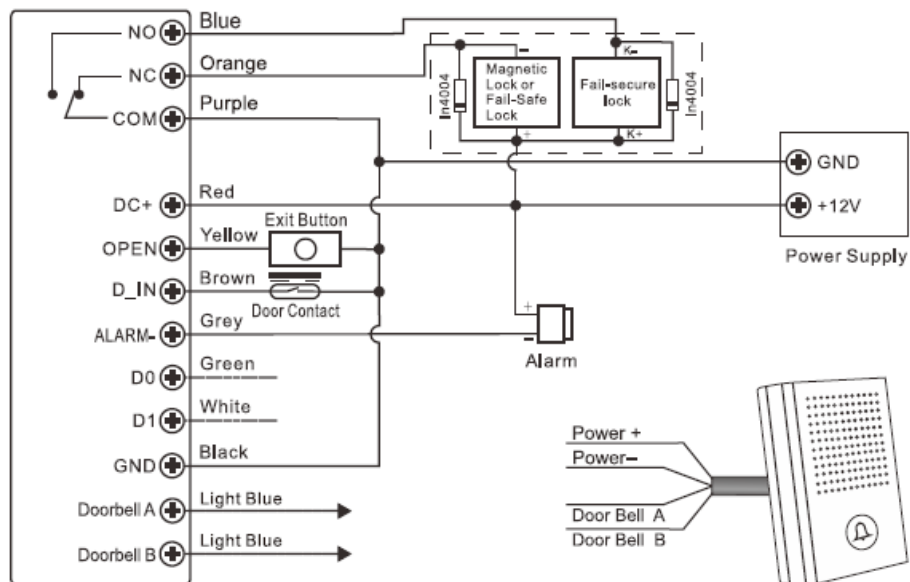 NO
Blue
NC
Orange
COM
Purple
DC+
Red
OPEN
Yellow
Exit Button
D_IN
Brown
Door Contact
ALARM-
Grey
D0
Green
D1
White
GND
Black
Doorbell A
Light Blue
Doorbell B
Light Blue
In4004
-
Magnetic
Lock or
Fail-Safe
Lock
+
K-
Fail-secure
lock
K+
In4004
GND
+12V
Power Supply
+
-
Alarm
Power +
Power-
Door Bell A
Door Bell B